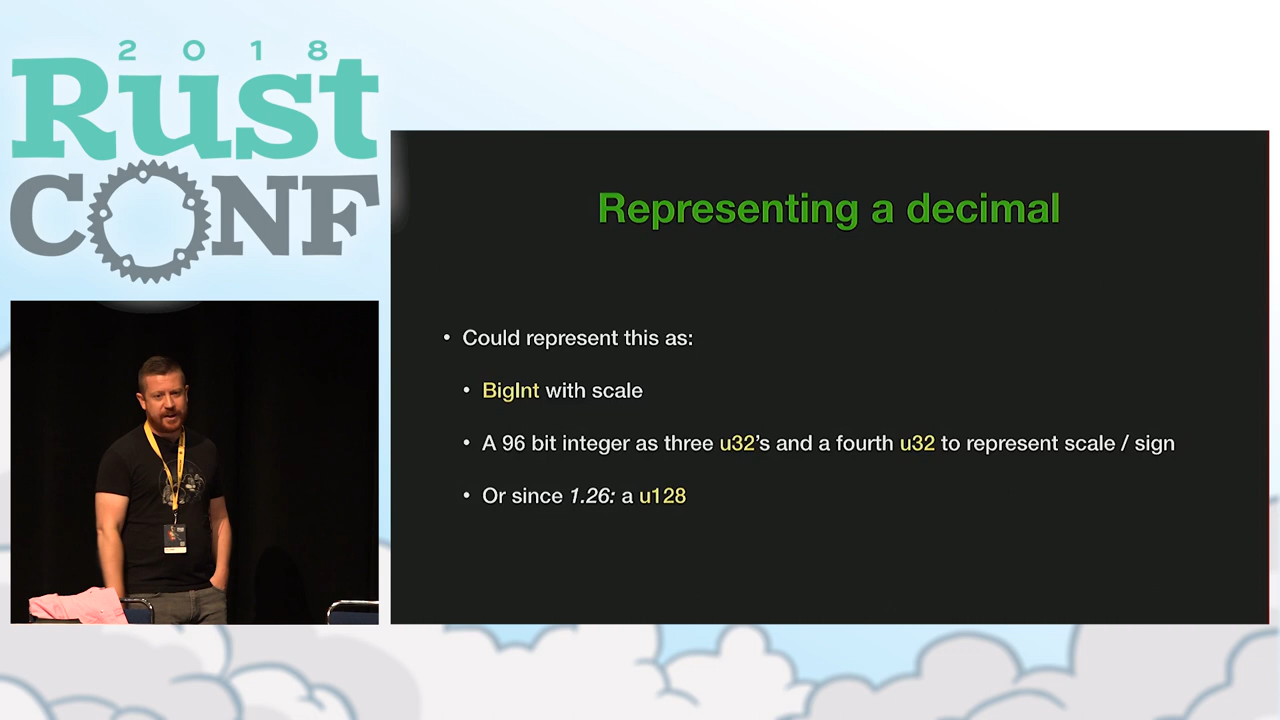 2018
Rust
CONF
Representing a decimal
• Could represent this as:
• BigInt with scale
• A 96 bit integer as three u32's and a fourth u32 to represent scale / sign
• Or since 1.26: a u128